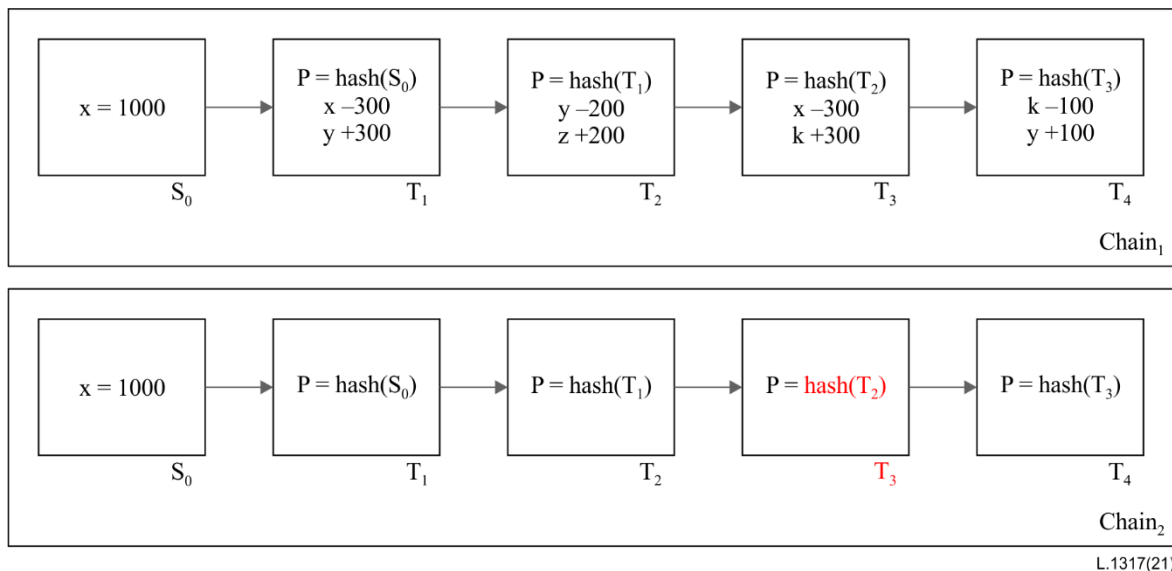 x = 1000
P = hash(S₀)
x –300
y +300
P = hash(T₁)
y –200
z +200
P = hash(T₂)
x –300
k +300
P = hash(T₃)
k –100
y +100
S₀
T₁
T₂
T₃
T₄
Chain₁
x = 1000
P = hash(S₀)
P = hash(T₁)
P = hash(T₂)
P = hash(T₃)
S₀
T₁
T₂
T₃
T₄
Chain₂
L.1317(21)